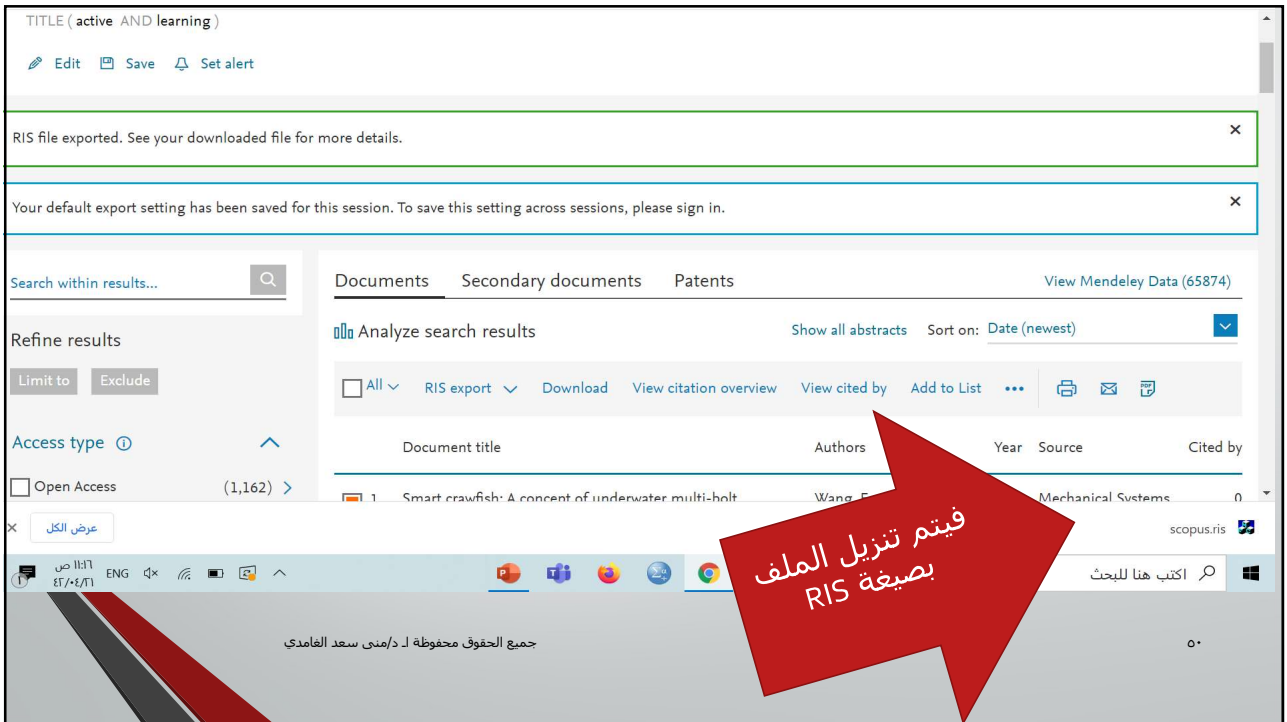 TITLE ( active AND learning )
Edit Save Set alert
RIS file exported. See your downloaded file for more details.
Your default export setting has been saved for this session. To save this setting across sessions, please sign in.
Search within results...
Documents Secondary documents Patents View Mendeley Data (65874)
Refine results
Analyze search results Show all abstracts Sort on: Date (newest)
Limit to Exclude
All RIS export Download View citation overview View cited by Add to List ••• PDF
Access type
Document title Authors Year Source Cited by
Open Access (1,162)
1 Smart crawfish: A concept of underwater multi-bolt Wang, Mechanical Systems 0
عرض الكل
scopus.ris
فيتم تنزيل الملف
بصيغة RIS
١١:١٦ ص
ENG
اكتب هنا للبحث
جميع الحقوق محفوظة لـ د/منى سعد الغامدي
٥٠